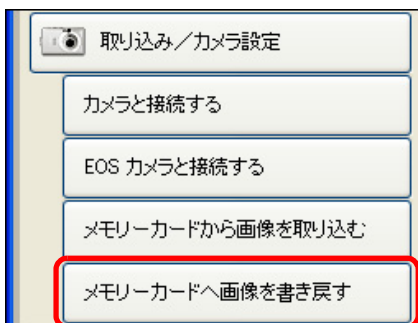 取り込み／カメラ設定
カメラと接続する
EOS カメラと接続する
メモリーカードから画像を取り込む
メモリーカードへ画像を書き戻す